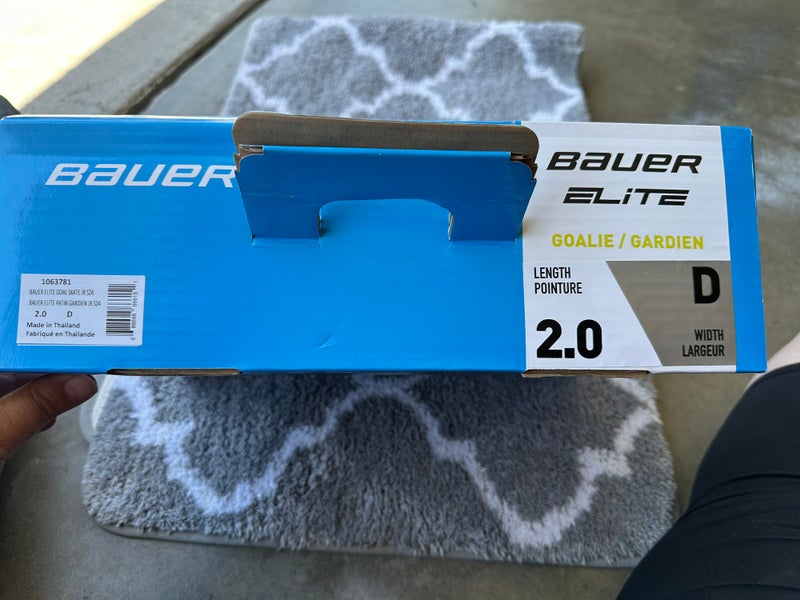 BAUER
1063781
BAUER ELITE GOAL SKATE JR S24
BAUER ELITE PATIN GARDIEN JR S24
2.0 D
Made in Thailand
Fabriqué en Thaïlande
BAUER
ELITE
GOALIE / GARDIEN
LENGTH
POINTURE
2.0
D
WIDTH
LARGEUR